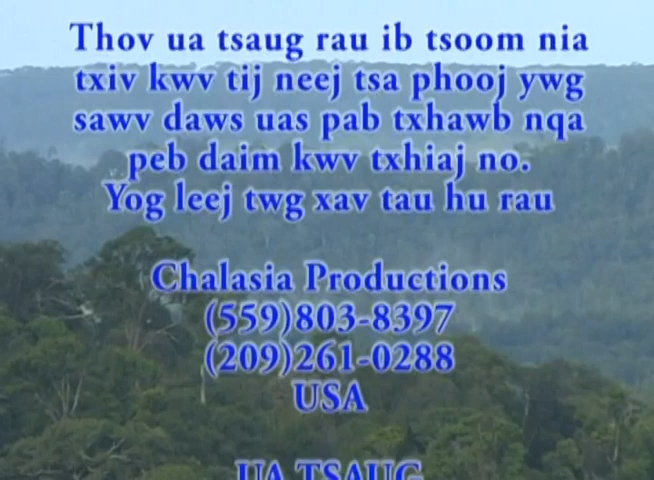 Thov ua tsaug rau ib tsoom nia
txiv kwv tij neej tsa phooj ywg
sawv daws uas pab txhawb nqa
peb daim kwv txhiaj no.
Yog leej twg xav tau hu rau
Chalasia Productions
(559)803-8397
(209)261-0288
USA
UA TSAUG